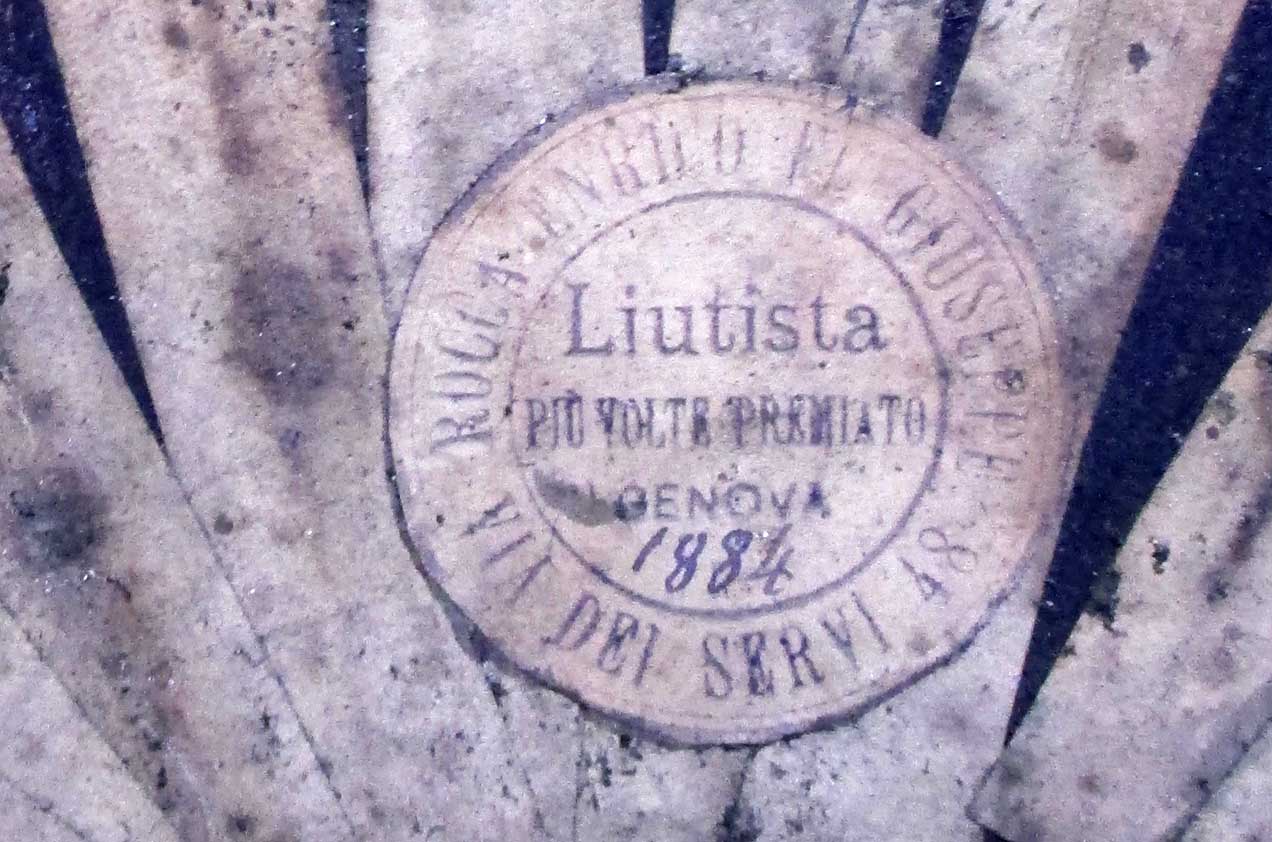 ROCCA ENRICO FU GIUSEPPE
Liutista
PIÙ VOLTE PREMIATO
GENOVA
1884
VIA DEI SERVI 48